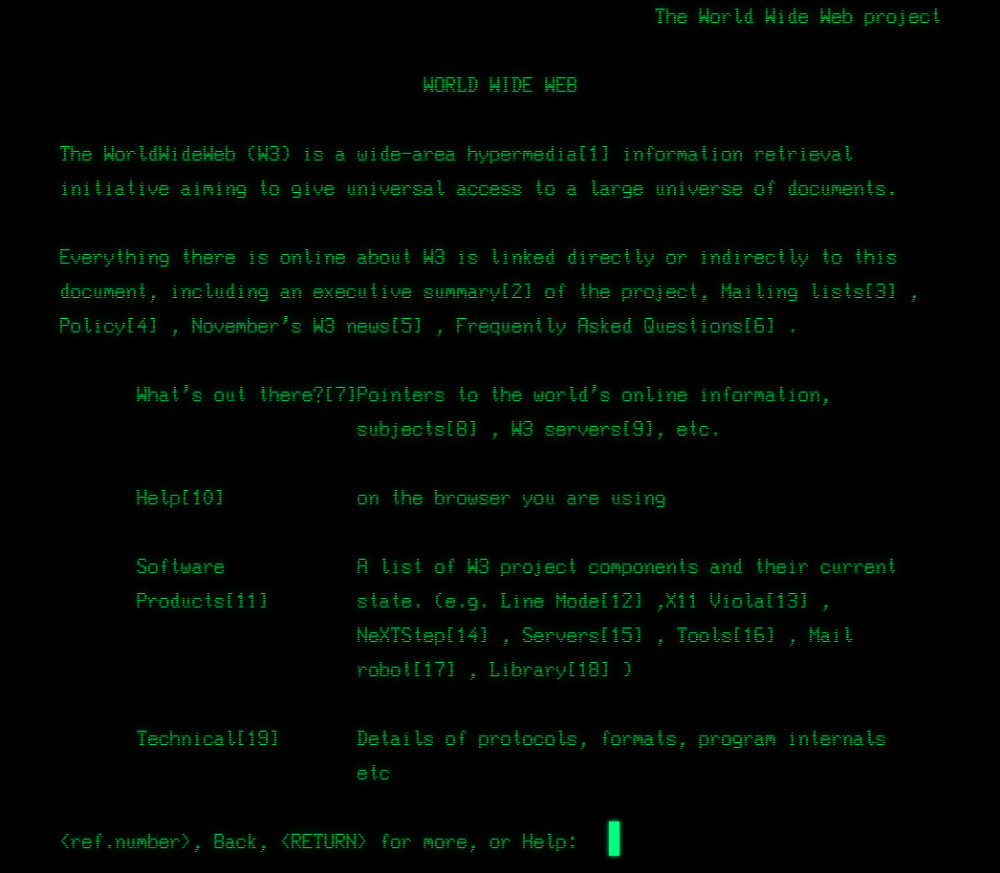 The World Wide Web project
WORLD WIDE WEB
The WorldWideWeb (W3) is a wide-area hypermedia[1] information retrieval
initiative aiming to give universal access to a large universe of documents.
Everything there is online about W3 is linked directly or indirectly to this
document, including an executive summary[2] of the project, Mailing lists[3] ,
Policy[4] , November's W3 news[5] , Frequently Asked Questions[6] .
What's out there?[7]Pointers to the world's online information,
subjects[8] , W3 servers[9], etc.
Help[10] on the browser you are using
Software A list of W3 project components and their current
Products[11] state. (e.g. Line Mode[12] ,X11 Viola[13] ,
NeXTStep[14] , Servers[15] , Tools[16] , Mail
robot[17] , Library[18] )
Technical[19] Details of protocols, formats, program internals
etc
<ref.number>, Back, <RETURN> for more, or Help: